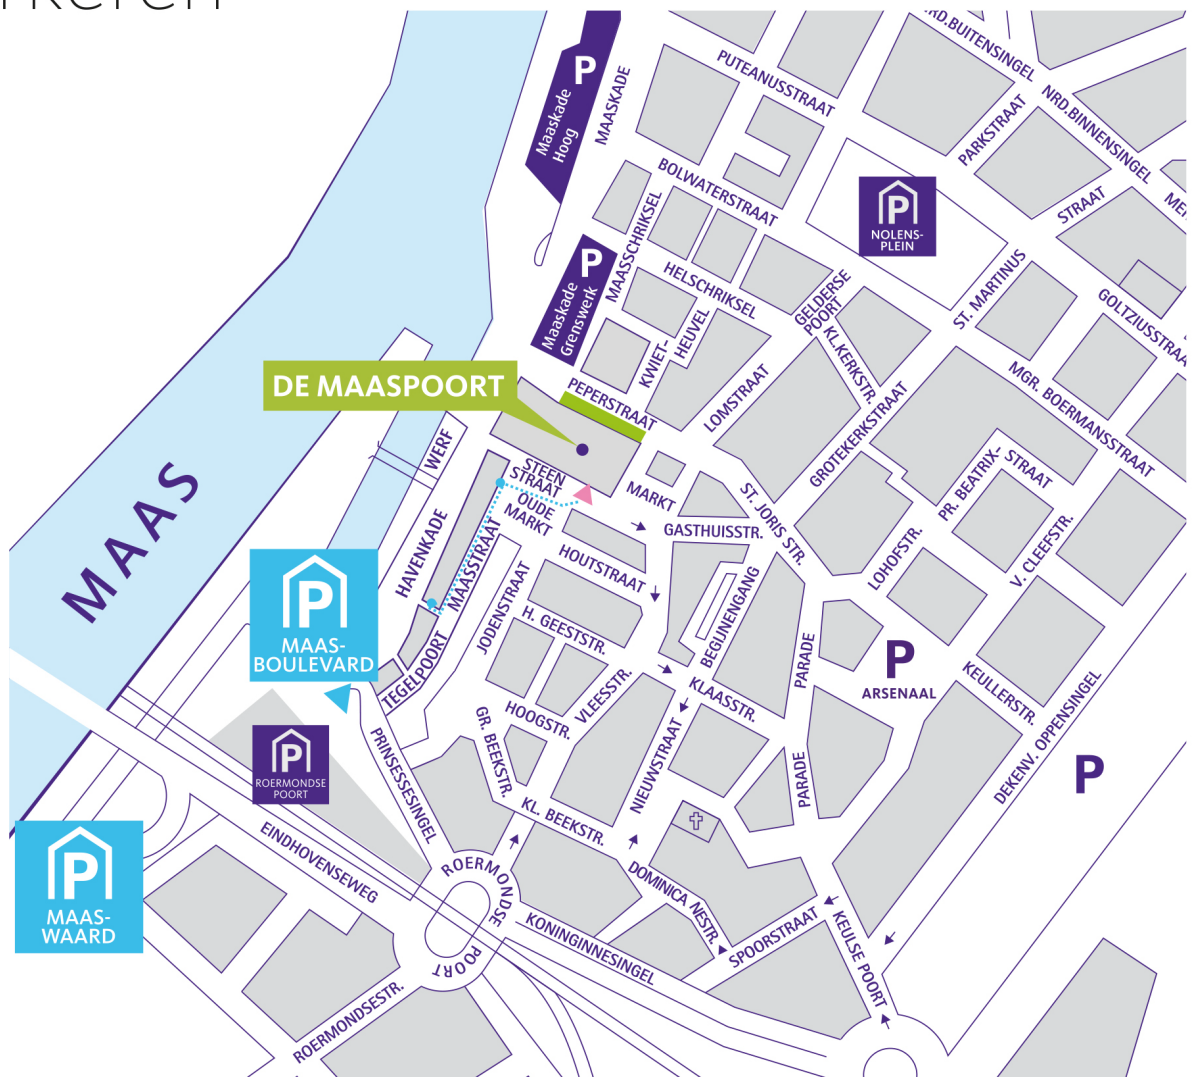 P
Maaskade
Hoog
MAASKADE
PUTEANUSSTRAAT
NRD.BINNENSINGEL
PARKSTRAAT
STRAAT
BOLWATERSTRAAT
P
NOLENS-
PLEIN
P
Maaskade
Grenswerk
MAASSCHRIKSEL
HELSCHRIKSEL
GELDERSE
POORT
ST. MARTINUS
KWIET-
HEUVEL
KL.KERKSTR.
MGR. BOERMANSSTRAAT
DE MAASPOORT
PEPERSTRAAT
LOMSTRAAT
GROTEKERKSTRAAT
PR. BEATRIX-
STRAAT
WERF
STEEN
STRAAT
MARKT
ST. JORIS STR.
OUDE
MARKT
GASTHUISSTR.
MAAS
HAVENKADE
MAASSTRAAT
HOUTSTRAAT
LOHOFSTR.
V. CLEEFSTR.
P
MAAS-
BOULEVARD
JODENSTRAAT
H. GEESTSTR.
BEGIJNENGANG
PARADE
P
ARSENAAL
KEULLERSTR.
TEGELPOORT
KLAASSTR.
VLEESSTR.
HOOGSTR.
GR. BEEKSTR.
NIEUWSTRAAT
DEKENV. OPPENSINGEL
P
ROERMONDSE
POORT
PRINSESSESINGEL
PARADE
P
KL. BEEKSTR.
EINDHOVENSEWEG
P
MAAS-
WAARD
ROERMONDSE
POORT
DOMINICA NESTR.
KONINGINNESINGEL
SPOORSTRAAT
KEULSE POORT
ROERMONDSESTR.